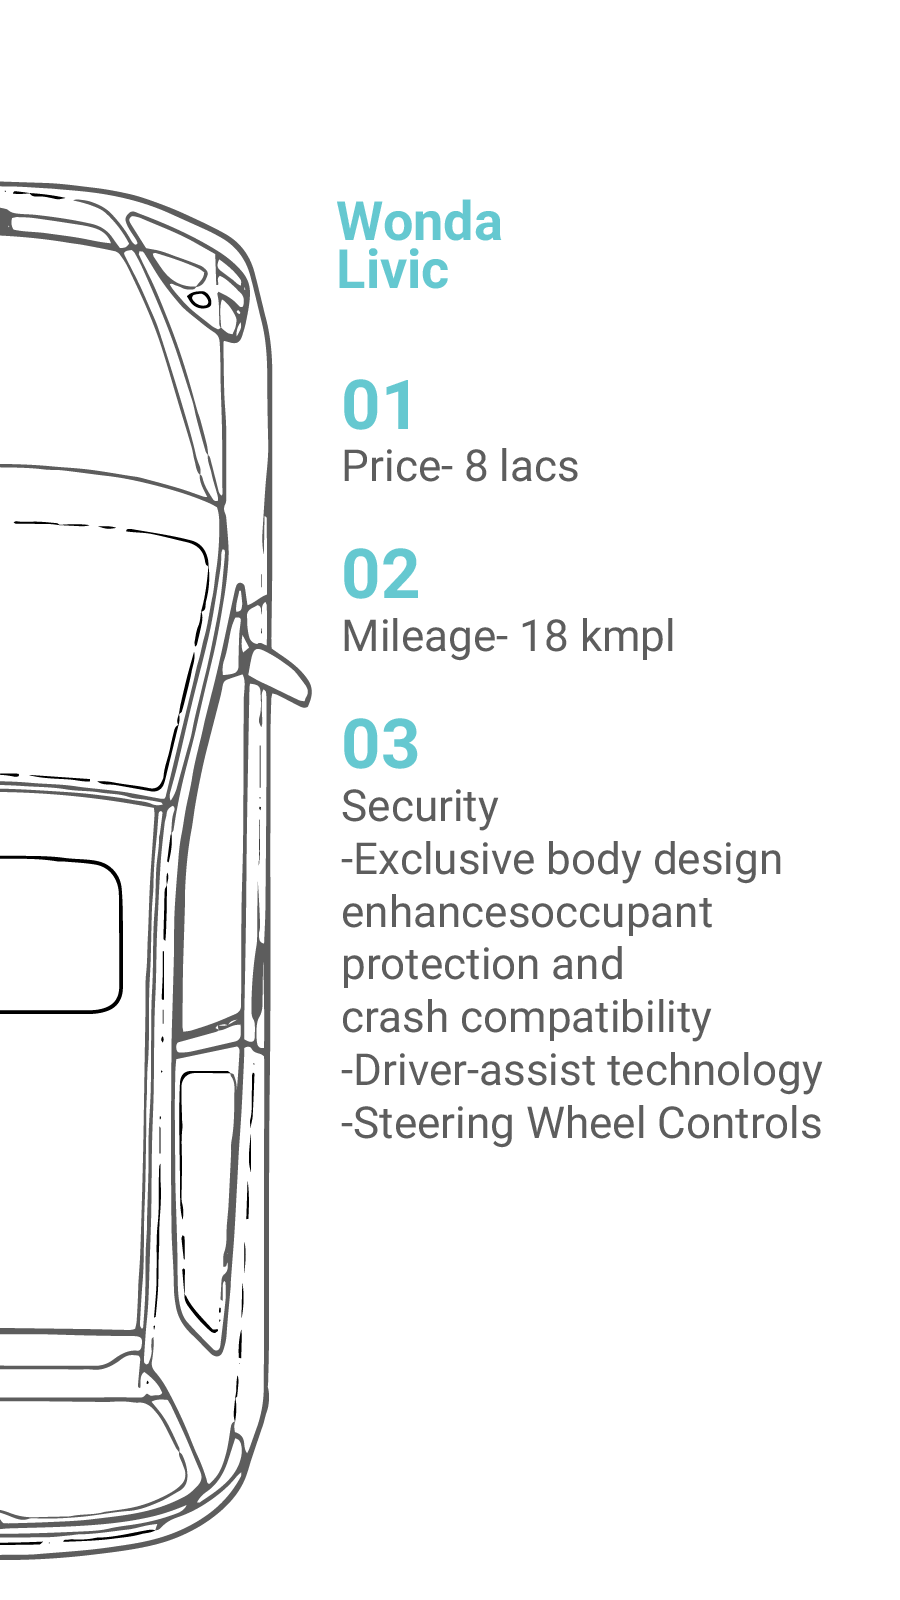 Wonda
Livic
01
Price- 8 lacs
02
Mileage- 18 kmpl
03
Security
-Exclusive body design
enhancesoccupant
protection and
crash compatibility
-Driver-assist technology
-Steering Wheel Controls